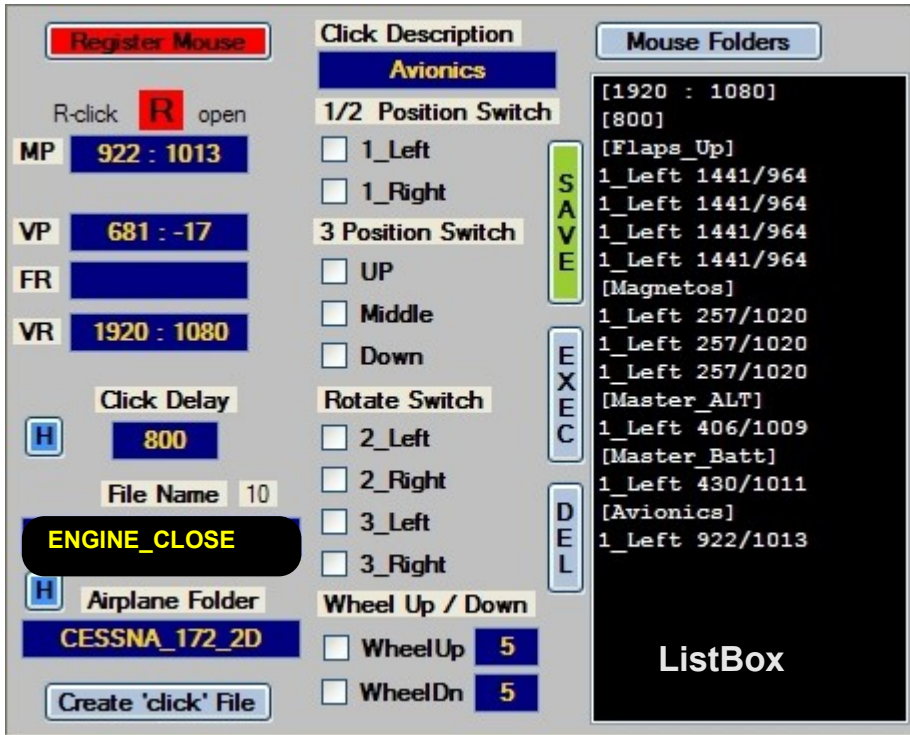 Register Mouse
R-click R open
MP 922 : 1013
VP 681 : -17
FR
VR 1920 : 1080
Click Delay
H 800
File Name 10
ENGINE_CLOSE
H Airplane Folder
CESSNA_172_2D
Create 'click' File
Click Description
Avionics
1/2 Position Switch
1_Left
1_Right
3 Position Switch
UP
Middle
Down
Rotate Switch
2_Left
2_Right
3_Left
3_Right
Wheel Up / Down
WheelUp 5
WheelDn 5
SAVE
EXEC
DEL
Mouse Folders
[1920 : 1080]
[800]
[Flaps_Up]
1_Left 1441/964
1_Left 1441/964
1_Left 1441/964
1_Left 1441/964
[Magnetos]
1_Left 257/1020
1_Left 257/1020
1_Left 257/1020
[Master_ALT]
1_Left 406/1009
[Master_Batt]
1_Left 430/1011
[Avionics]
1_Left 922/1013
ListBox